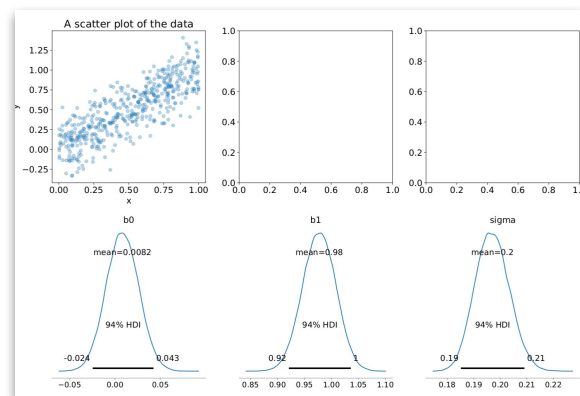 A scatter plot of the data
1.25
1.00
0.75
0.50
0.25
0.00
−0.25
y
0.00 0.25 0.50 0.75 1.00
x
1.0
0.8
0.6
0.4
0.2
0.0
0.0 0.2 0.4 0.6 0.8 1.0
1.0
0.8
0.6
0.4
0.2
0.0
0.0 0.2 0.4 0.6 0.8 1.0
b0
mean=0.0082
94% HDI
-0.024 0.043
−0.05 0.00 0.05
b1
mean=0.98
94% HDI
0.92 1
0.85 0.90 0.95 1.00 1.05 1.10
sigma
mean=0.2
94% HDI
0.19 0.21
0.18 0.19 0.20 0.21 0.22